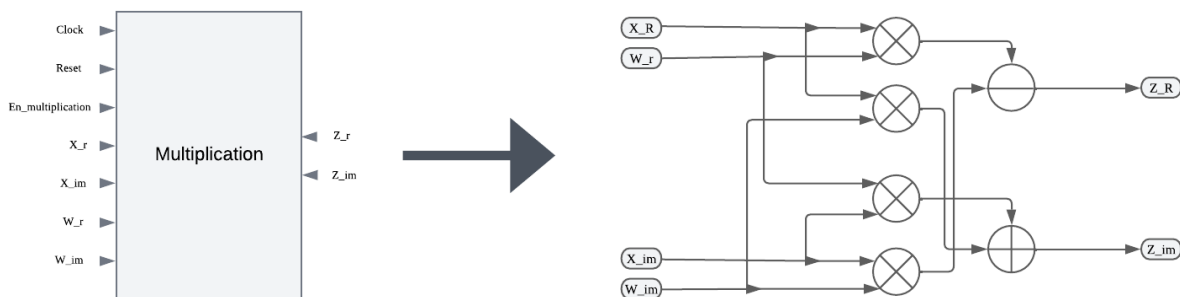 Clock
Reset
En_multiplication
X_r
X_im
W_r
W_im
Multiplication
Z_r
Z_im
X_R
W_r
X_im
W_im
Z_R
Z_im